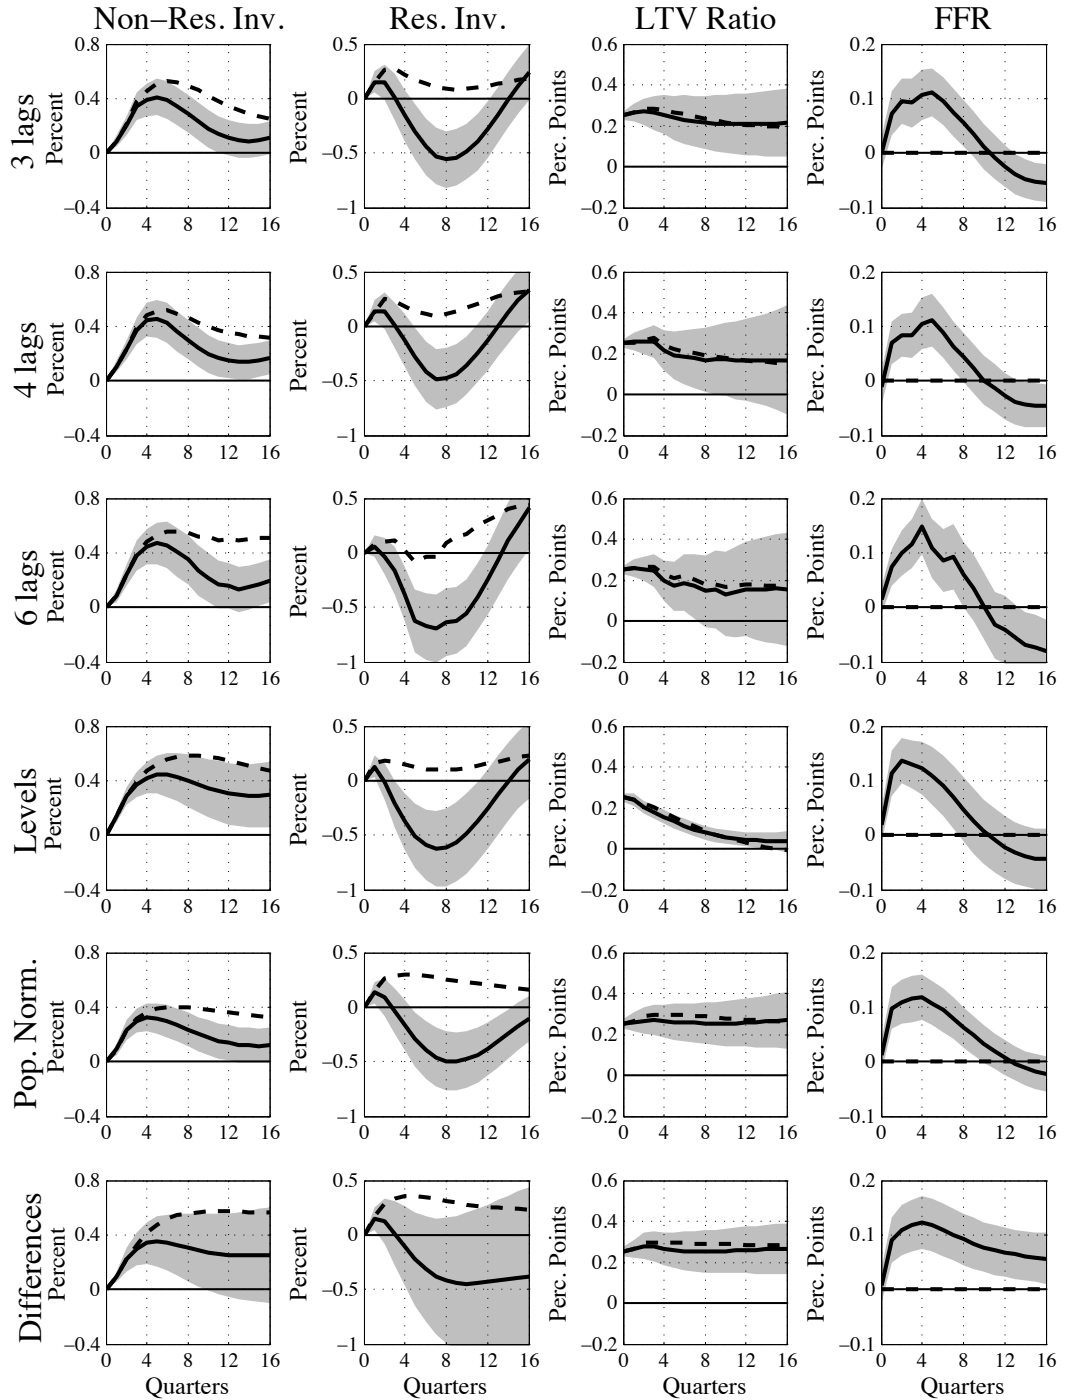 Non–Res. Inv. Res. Inv. LTV Ratio FFR
3 lags
Percent
0.8
0.4
0
–0.4
0 4 8 12 16
Percent
0.5
0
–0.5
–1
0 4 8 12 16
Perc. Points
0.6
0.4
0.2
0
–0.2
0 4 8 12 16
Perc. Points
0.2
0.1
0
–0.1
0 4 8 12 16
4 lags
Percent
0.8
0.4
0
–0.4
0 4 8 12 16
Percent
0.5
0
–0.5
–1
0 4 8 12 16
Perc. Points
0.6
0.4
0.2
0
–0.2
0 4 8 12 16
Perc. Points
0.2
0.1
0
–0.1
0 4 8 12 16
6 lags
Percent
0.8
0.4
0
–0.4
0 4 8 12 16
Percent
0.5
0
–0.5
–1
0 4 8 12 16
Perc. Points
0.6
0.4
0.2
0
–0.2
0 4 8 12 16
Perc. Points
0.2
0.1
0
–0.1
0 4 8 12 16
Levels
Percent
0.8
0.4
0
–0.4
0 4 8 12 16
Percent
0.5
0
–0.5
–1
0 4 8 12 16
Perc. Points
0.6
0.4
0.2
0
–0.2
0 4 8 12 16
Perc. Points
0.2
0.1
0
–0.1
0 4 8 12 16
Pop. Norm.
Percent
0.8
0.4
0
–0.4
0 4 8 12 16
Percent
0.5
0
–0.5
–1
0 4 8 12 16
Perc. Points
0.6
0.4
0.2
0
–0.2
0 4 8 12 16
Perc. Points
0.2
0.1
0
–0.1
0 4 8 12 16
Differences
Percent
0.8
0.4
0
–0.4
0 4 8 12 16
Quarters
Percent
0.5
0
–0.5
–1
0 4 8 12 16
Quarters
Perc. Points
0.6
0.4
0.2
0
–0.2
0 4 8 12 16
Quarters
Perc. Points
0.2
0.1
0
–0.1
0 4 8 12 16
Quarters